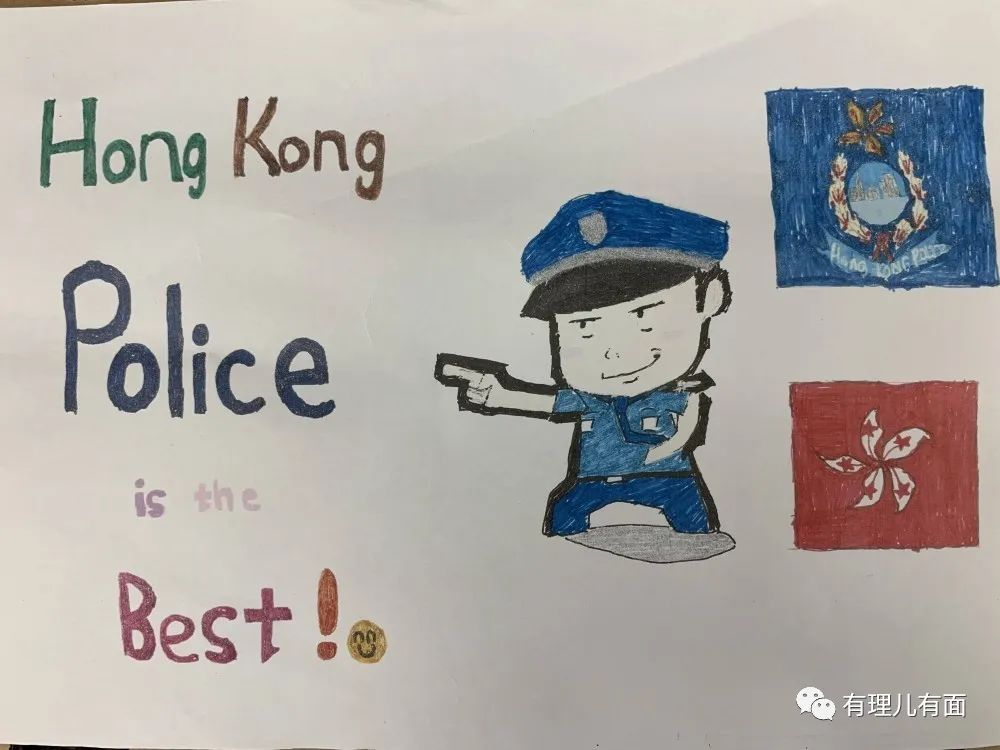 Hong Kong
Police
is the
Best!
HONG KONG POLICE
有理儿有面